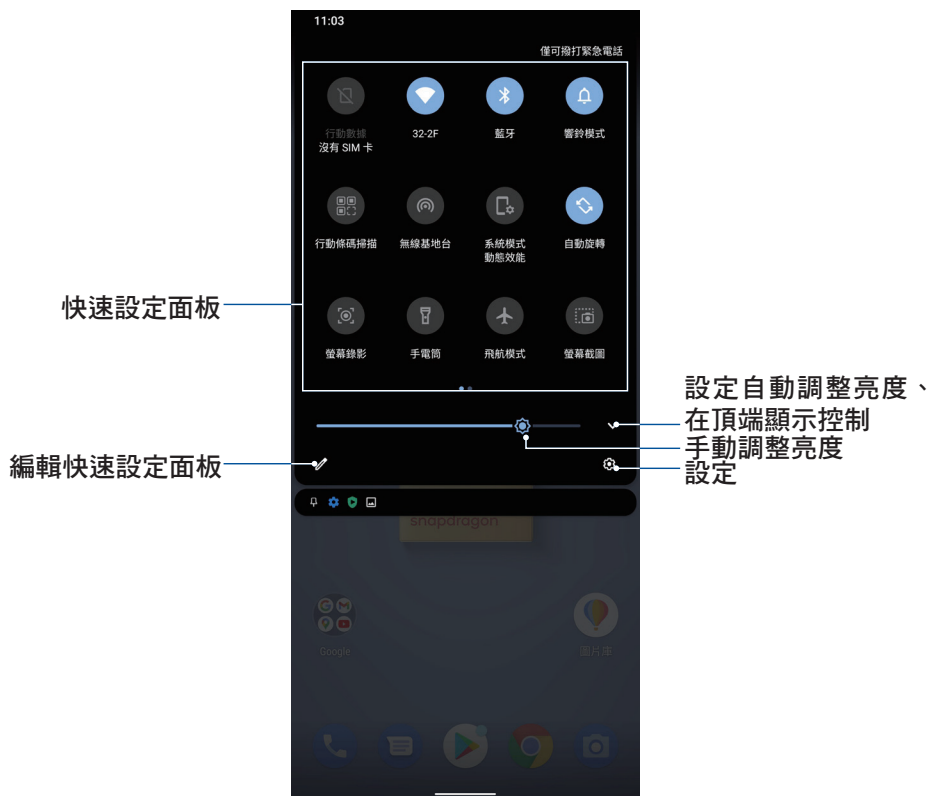 11:03
僅可撥打緊急電話
行動數據
沒有 SIM 卡
32-2F
藍牙
響鈴模式
行動條碼掃描
無線基地台
系統模式
動態效能
自動旋轉
快速設定面板
螢幕錄影
手電筒
飛航模式
螢幕截圖
設定自動調整亮度、
在頂端顯示控制
手動調整亮度
編輯快速設定面板
設定
snapdragon
Google
圖片庫